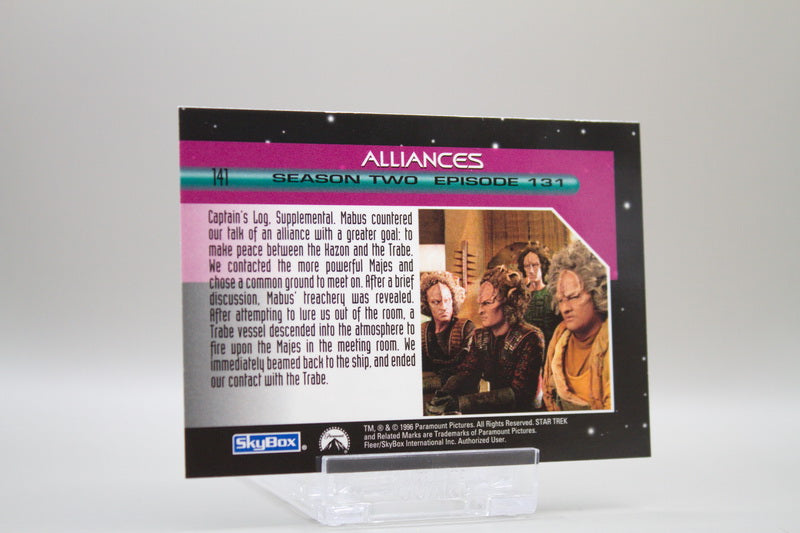 ALLIANCES
141 SEASON TWO EPISODE 131
Captain's Log, Supplemental. Mabus countered
our talk of an alliance with a greater goal: to
make peace between the Kazon and the Trabe.
We contacted the more powerful Majes and
chose a common ground to meet on. After a brief
discussion, Mabus' treachery was revealed.
After attempting to lure us out of the room, a
Trabe vessel descended into the atmosphere to
fire upon the Majes in the meeting room. We
immediately beamed back to the ship, and ended
our contact with the Trabe.
SKYBOX ®
Paramount
TM, ® & © 1996 Paramount Pictures. All Rights Reserved. STAR TREK
and Related Marks are Trademarks of Paramount Pictures.
Fleer/SkyBox International Inc. Authorized User.